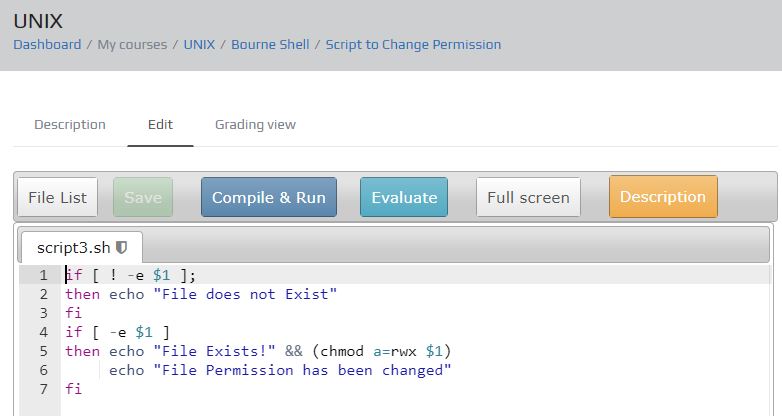 UNIX
Dashboard / My courses / UNIX / Bourne Shell / Script to Change Permission
Description Edit Grading view
File List Save Compile & Run Evaluate Full screen Description
script3.sh
1 if [ ! -e $1 ];
2 then echo "File does not Exist"
3 fi
4 if [ -e $1 ]
5 then echo "File Exists!" && (chmod a=rwx $1)
6 echo "File Permission has been changed"
7 fi